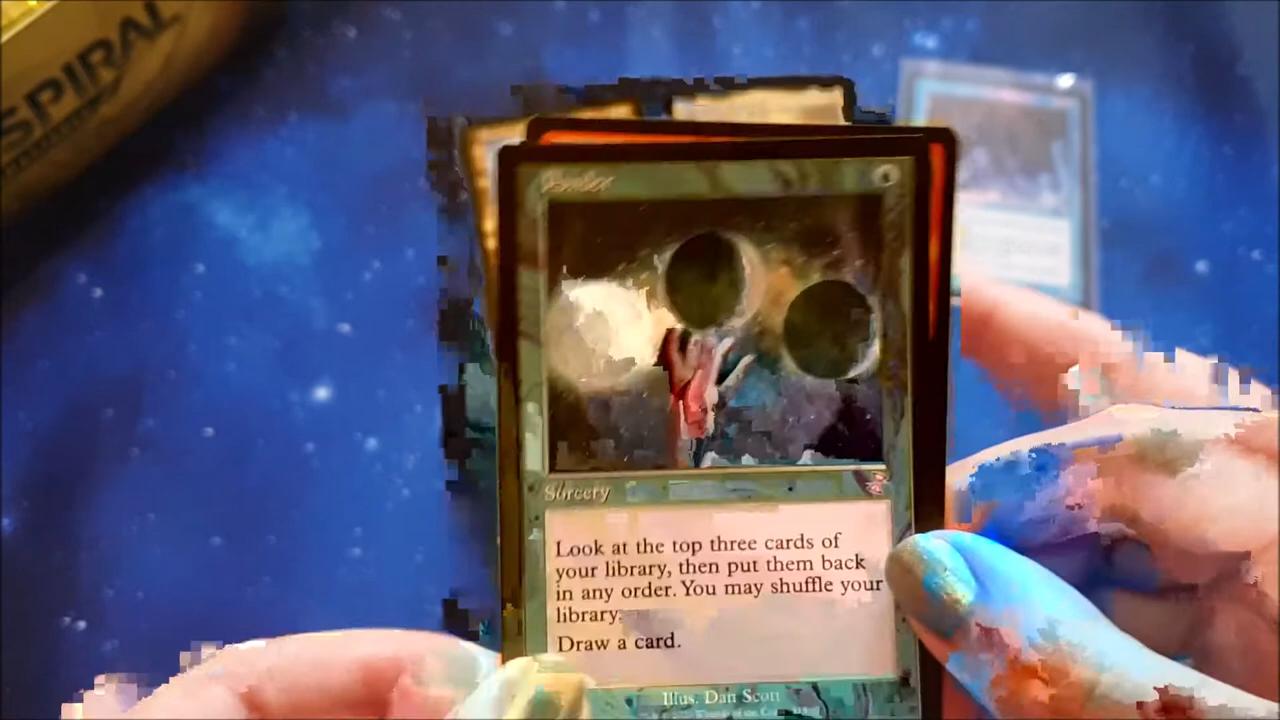 SPIRAL
Ponder
Sorcery
Look at the top three cards of
your library, then put them back
in any order. You may shuffle your
library.
Draw a card.
Illus. Dan Scott